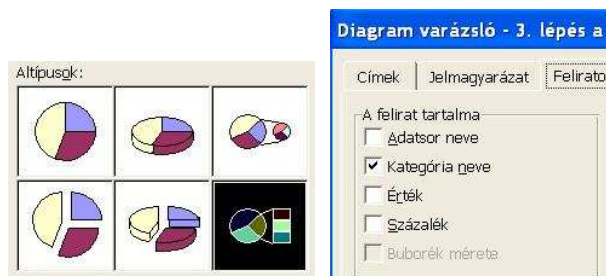 Altípusok:
Diagram varázsló - 3. lépés a
Címek
Jelmagyarázat
Felirato
A felirat tartalma
Adatsor neve
Kategória neve
Érték
Százalék
Buborék mérete